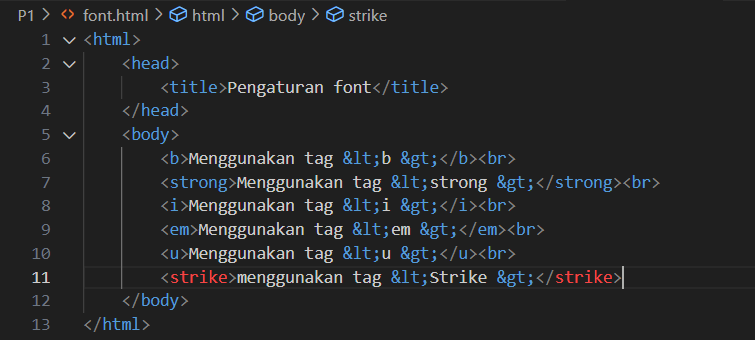 P1 > <> font.html > html > body > strike
1 <html>
2 <head>
3 <title>Pengaturan font</title>
4 </head>
5 <body>
6 <b>Menggunakan tag &lt;b &gt;</b><br>
7 <strong>Menggunakan tag &lt;strong &gt;</strong><br>
8 <i>Menggunakan tag &lt;i &gt;</i><br>
9 <em>Menggunakan tag &lt;em &gt;</em><br>
10 <u>Menggunakan tag &lt;u &gt;</u><br>
11 <strike>menggunakan tag &lt;Strike &gt;</strike>
12 </body>
13 </html>